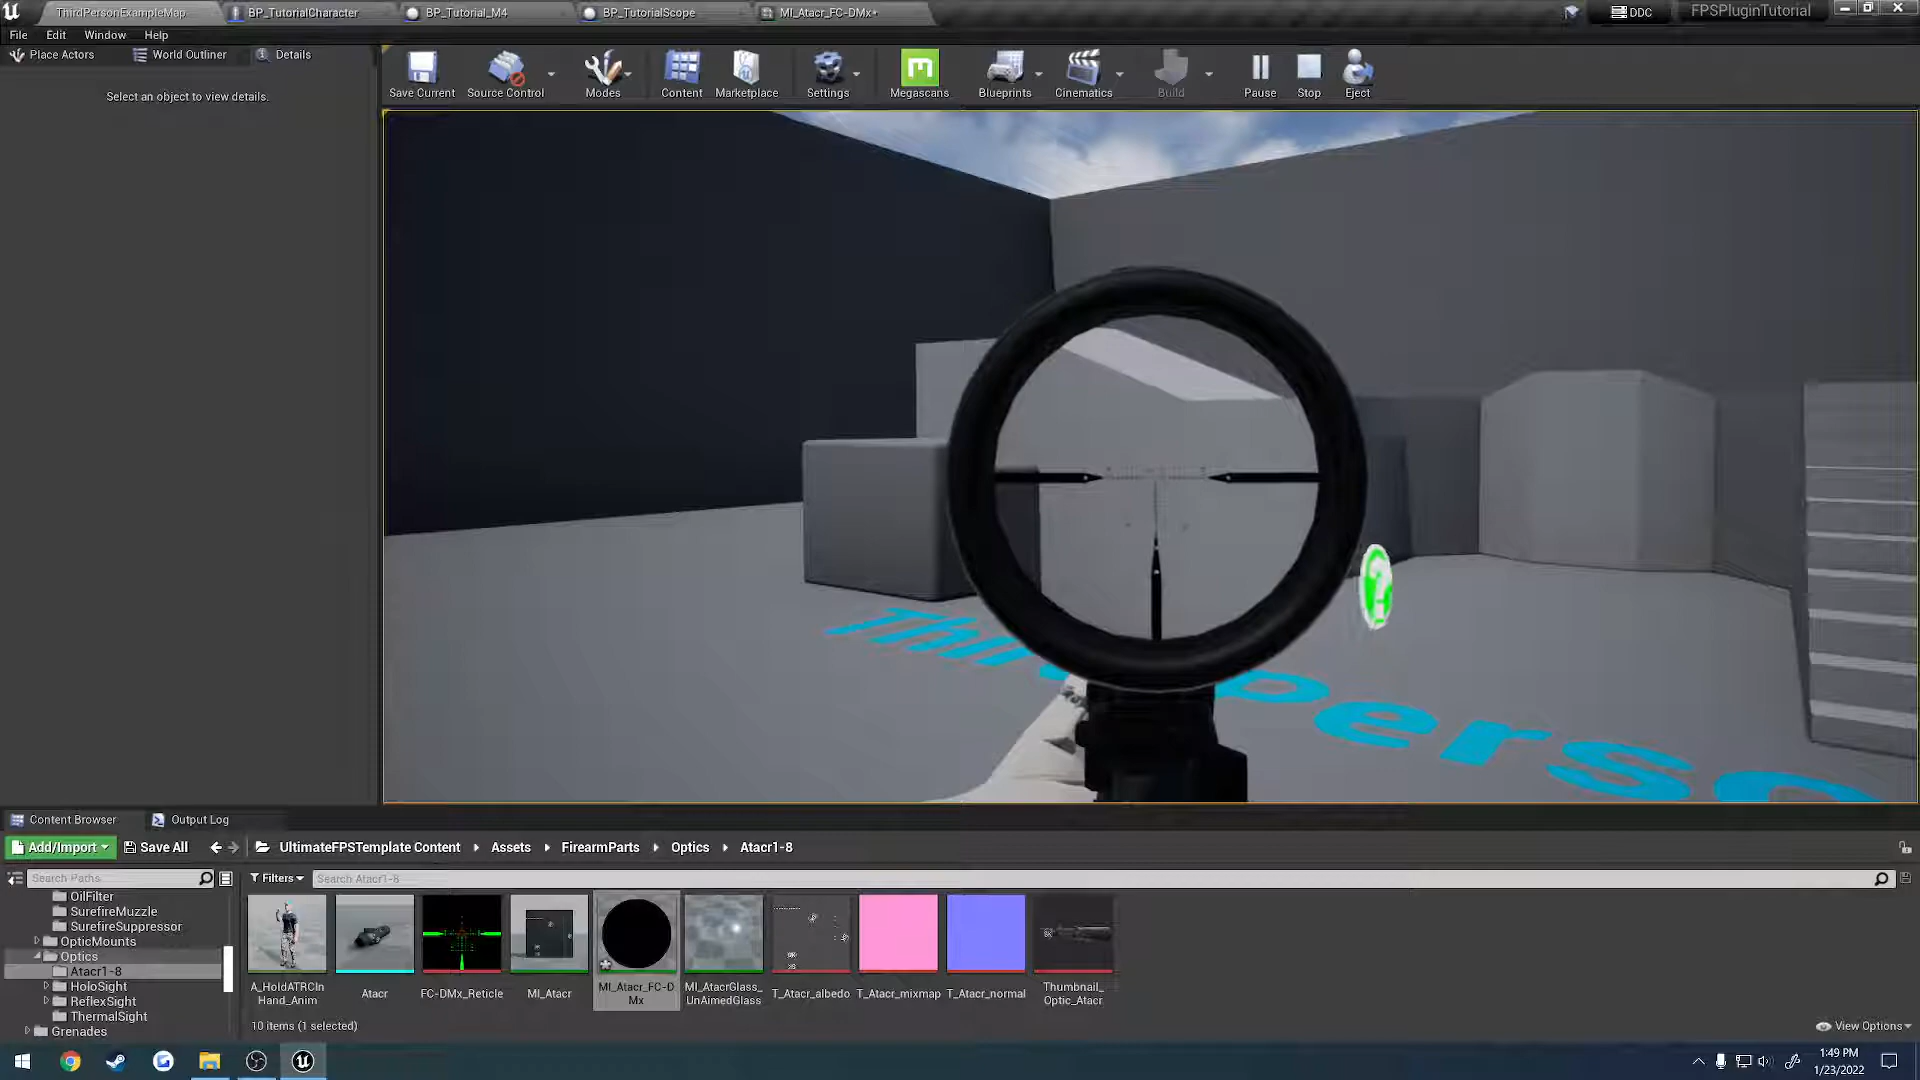 ThirdPersonExampleMap
BP_TutorialCharacter
BP_Tutorial_M4
BP_TutorialScope
MI_Atacr_FC-DMx*
DDC
FPSPluginTutorial
File
Edit
Window
Help
Place Actors
World Outliner
Details
Select an object to view details.
Save Current
Source Control
Modes
Content
Marketplace
Settings
Megascans
Blueprints
Cinematics
Build
Pause
Stop
Eject
Thi
Perso
Content Browser
Output Log
Add/Import
Save All
UltimateFPSTemplate Content
Assets
FirearmParts
Optics
Atacr1-8
Search Paths
Filters
Search Atacr1-8
OilFilter
SurefireMuzzle
SurefireSuppressor
OpticMounts
Optics
Atacr1-8
HoloSight
ReflexSight
ThermalSight
Grenades
A_HoldATRCIn
Hand_Anim
Atacr
FC-DMx_Reticle
MI_Atacr
MI_Atacr_FC-D
Mx
MI_AtacrGlass_
UnAimedGlass
T_Atacr_albedo
T_Atacr_mixmap
T_Atacr_normal
Thumbnail_
Optic_Atacr
10 items (1 selected)
View Options
1:49 PM
1/23/2022